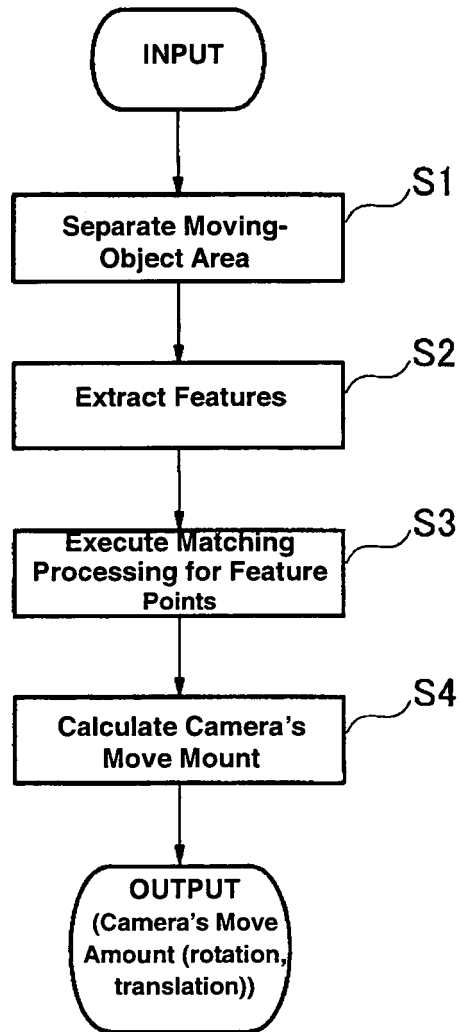 INPUT
S1
Separate Moving-
Object Area
S2
Extract Features
S3
Execute Matching
Processing for Feature
Points
S4
Calculate Camera's
Move Mount
OUTPUT
(Camera's Move
Amount (rotation,
translation))